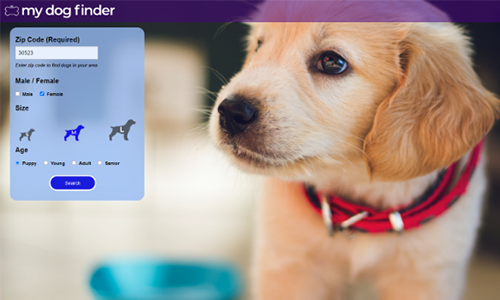 my dog finder
Zip Code (Required)
30523
Enter zip code to find dogs in your area
Male / Female
Male Female
Size
S M L
Age
Puppy Young Adult Senior
Search